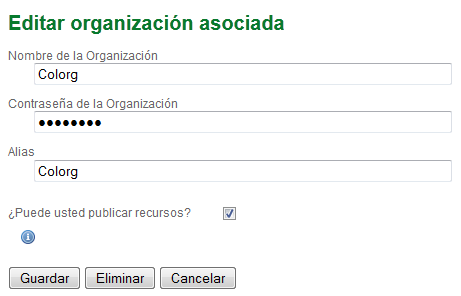 Editar organización asociada
Nombre de la Organización
Colorg
Contraseña de la Organización
●●●●●●●●
Alias
Colorg
¿Puede usted publicar recursos?
i
Guardar Eliminar Cancelar